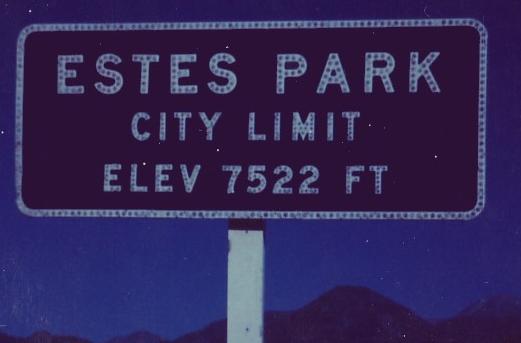 ESTES PARK
CITY LIMIT
ELEV 7522 FT